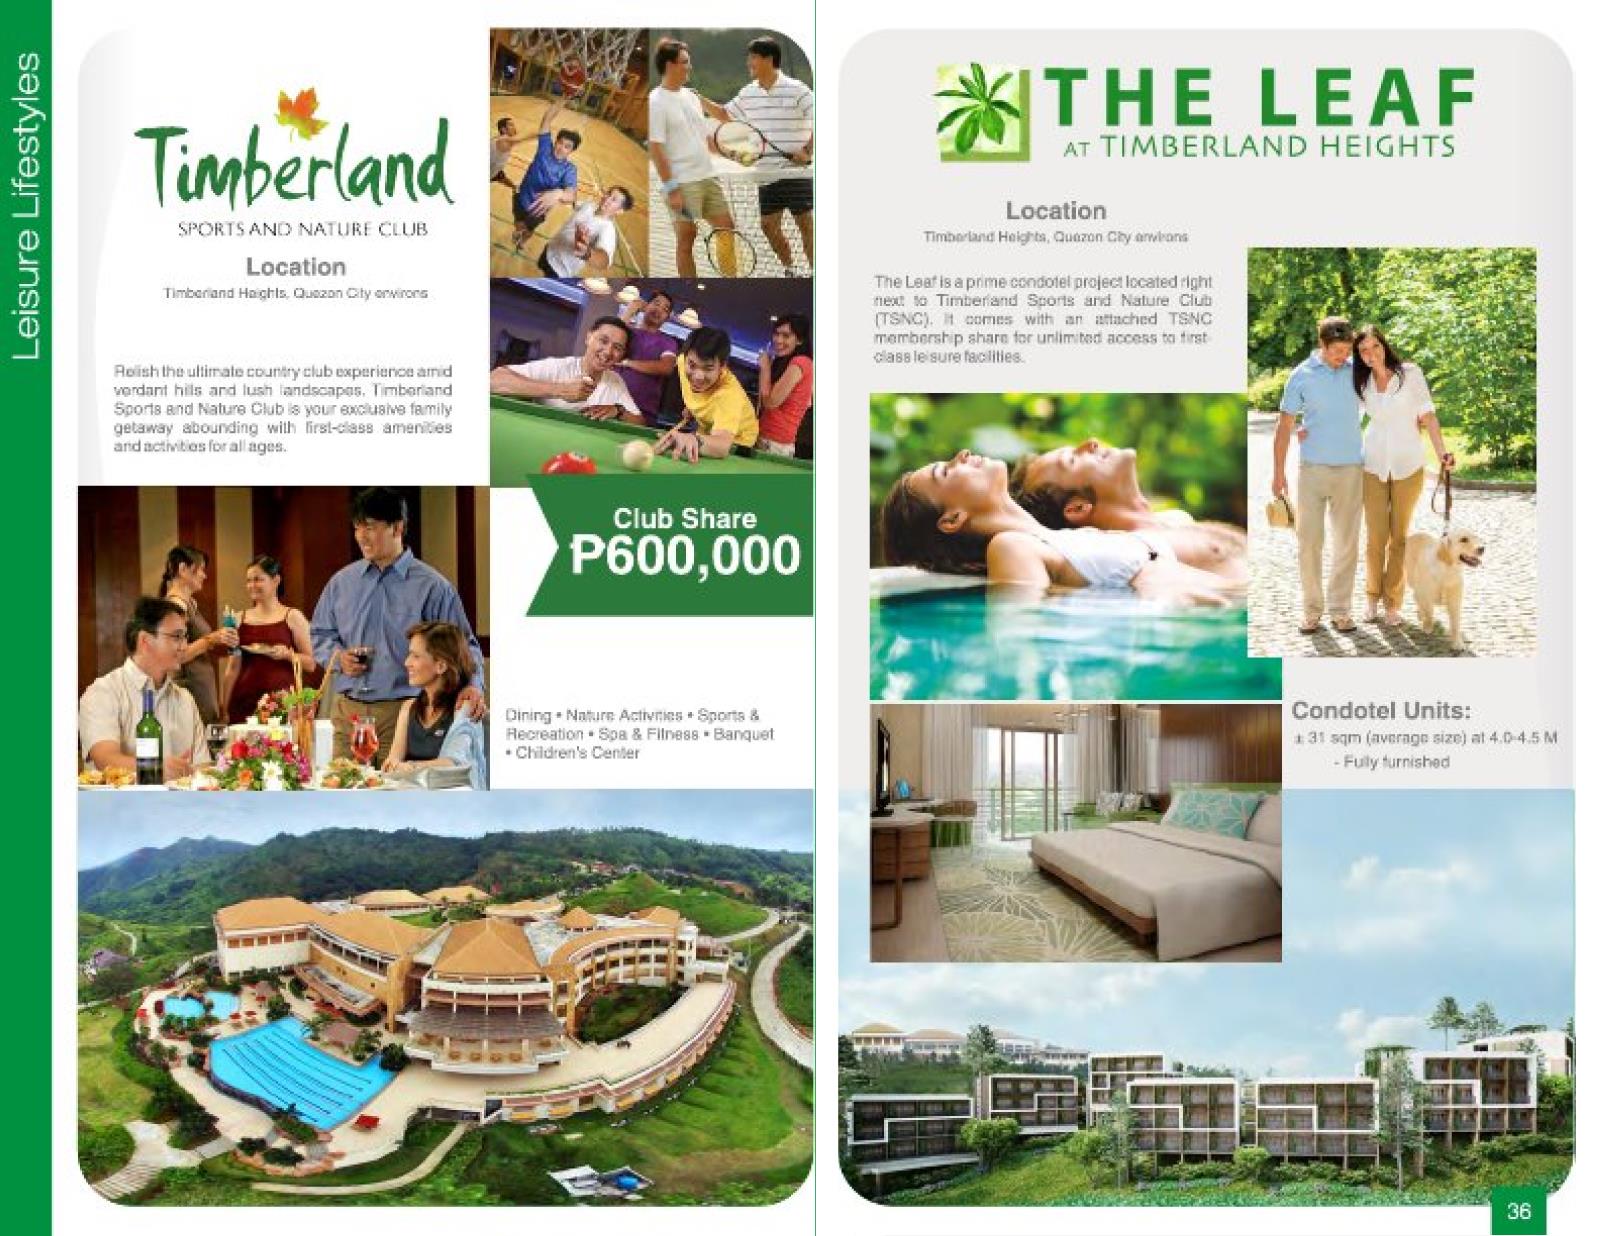 Leisure Lifestyles
Timberland
SPORTS AND NATURE CLUB
Location
Timberland Heights, Quezon City environs
Relish the ultimate country club experience amid
verdant hills and lush landscapes. Timberland
Sports and Nature Club is your exclusive family
getaway abounding with first-class amenities
and activities for all ages.
Club Share
₱600,000
Dining • Nature Activities • Sports &
Recreation • Spa & Fitness • Banquet
• Children's Center
THE LEAF
AT TIMBERLAND HEIGHTS
Location
Timberland Heights, Quezon City environs
The Leaf is a prime condotel project located right
next to Timberland Sports and Nature Club
(TSNC). It comes with an attached TSNC
membership share for unlimited access to first-
class leisure facilities.
Condotel Units:
± 31 sqm (average size) at 4.0-4.5 M
- Fully furnished
36